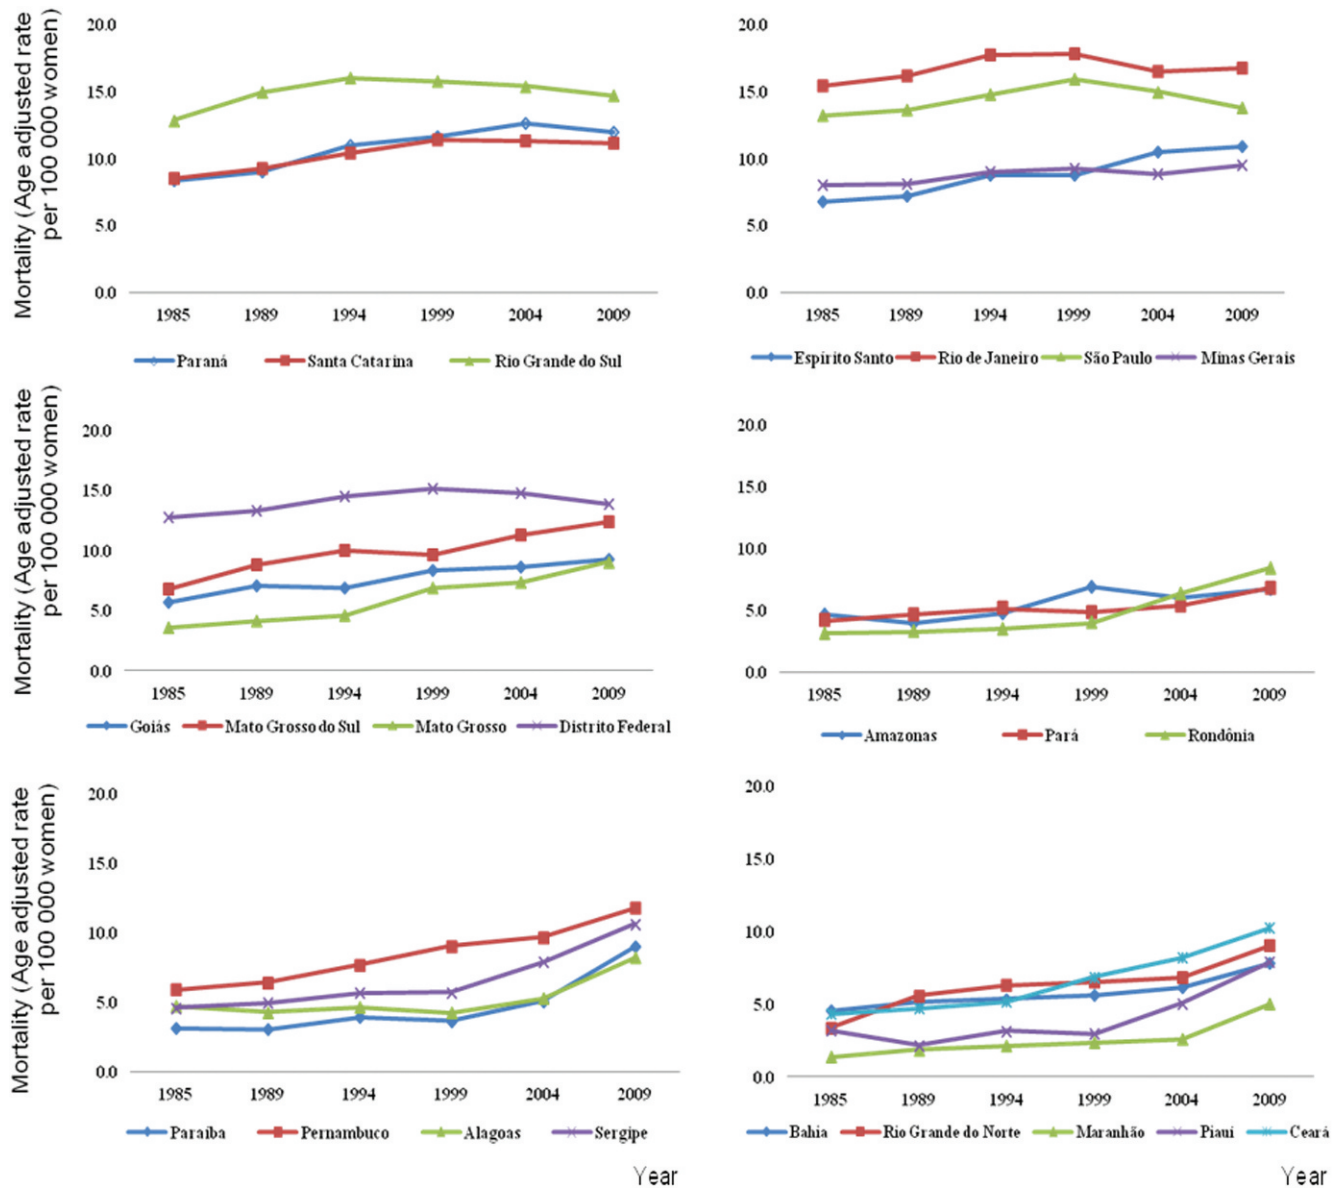 Mortality (Age adjusted rate
per 100 000 women)
20.0
15.0
10.0
5.0
0.0
1985 1989 1994 1999 2004 2009
Paraná Santa Catarina Rio Grande do Sul
20.0
15.0
10.0
5.0
0.0
1985 1989 1994 1999 2004 2009
Espírito Santo Rio de Janeiro São Paulo Minas Gerais
Mortality (Age adjusted rate
per 100 000 women)
20.0
15.0
10.0
5.0
0.0
1985 1989 1994 1999 2004 2009
Goiás Mato Grosso do Sul Mato Grosso Distrito Federal
20.0
15.0
10.0
5.0
0.0
1985 1989 1994 1999 2004 2009
Amazonas Pará Rondônia
Mortality (Age adjusted rate
per 100 000 women)
20.0
15.0
10.0
5.0
0.0
1985 1989 1994 1999 2004 2009
Paraíba Pernambuco Alagoas Sergipe
Year
20.0
15.0
10.0
5.0
0.0
1985 1989 1994 1999 2004 2009
Bahia Rio Grande do Norte Maranhão Piauí Ceará
Year